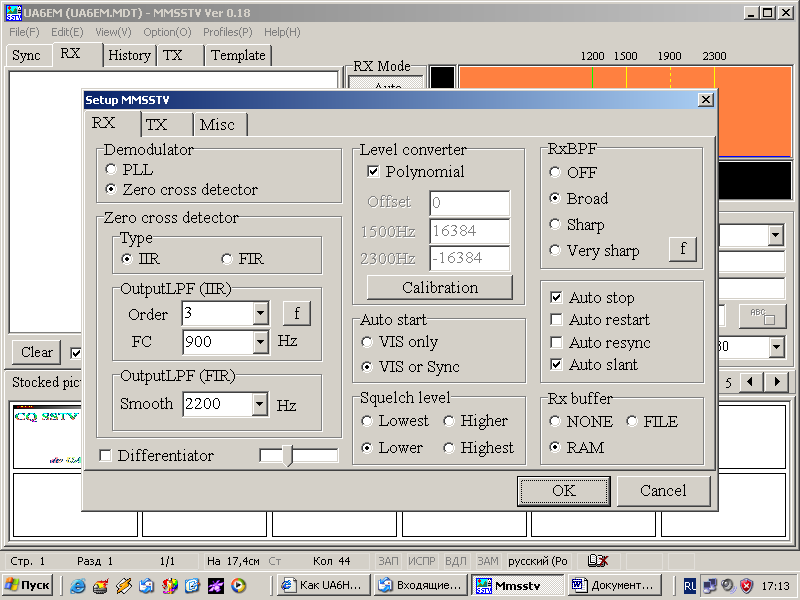 UA6EM (UA6EM.MDT) - MMSSTV Ver 0.18
File(F) Edit(E) View(V) Option(O) Profiles(P) Help(H)
Sync RX History TX Template
RX Mode
Auto
1200 1500 1900 2300
Setup MMSSTV
RX TX Misc
Demodulator
PLL
Zero cross detector
Zero cross detector
Type
IIR FIR
OutputLPF (IIR)
Order 3 f
FC 900 Hz
OutputLPF (FIR)
Smooth 2200 Hz
Differentiator
Level converter
Polynomial
Offset 0
1500Hz 16384
2300Hz -16384
Calibration
Auto start
VIS only
VIS or Sync
Squelch level
Lowest Higher
Lower Highest
RxBPF
OFF
Broad
Sharp
Very sharp f
Auto stop
Auto restart
Auto resync
Auto slant
Rx buffer
NONE FILE
RAM
OK Cancel
ABC
Clear
5
CQ SSTV
Стр. 1 Разд 1 1/1 На 17,4см Ст Кол 44 ЗАП ИСПР ВДЛ ЗАМ русский (Ро
Пуск Как UA6H... Входящие... Mmsstv Документ... RU 17:13